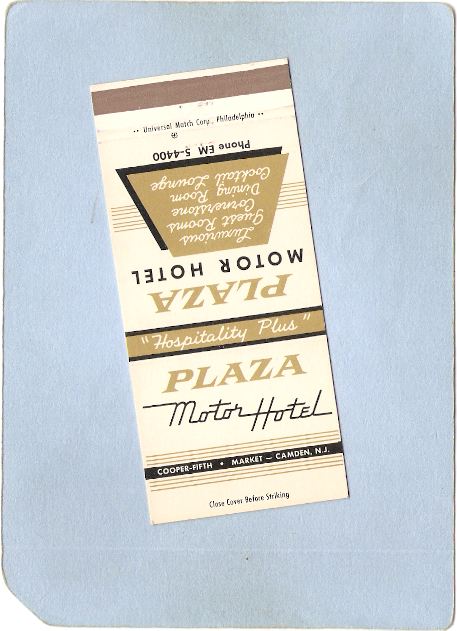 •• Universal Match Corp., Philadelphia ••
Phone EM 5-4400
Luxurious
Guest Rooms
Cornerstone
Dining Room
Cocktail Lounge
PLAZA
MOTOR HOTEL
"Hospitality Plus"
PLAZA
Motor Hotel
COOPER-FIFTH • MARKET — CAMDEN, N.J.
Close Cover Before Striking